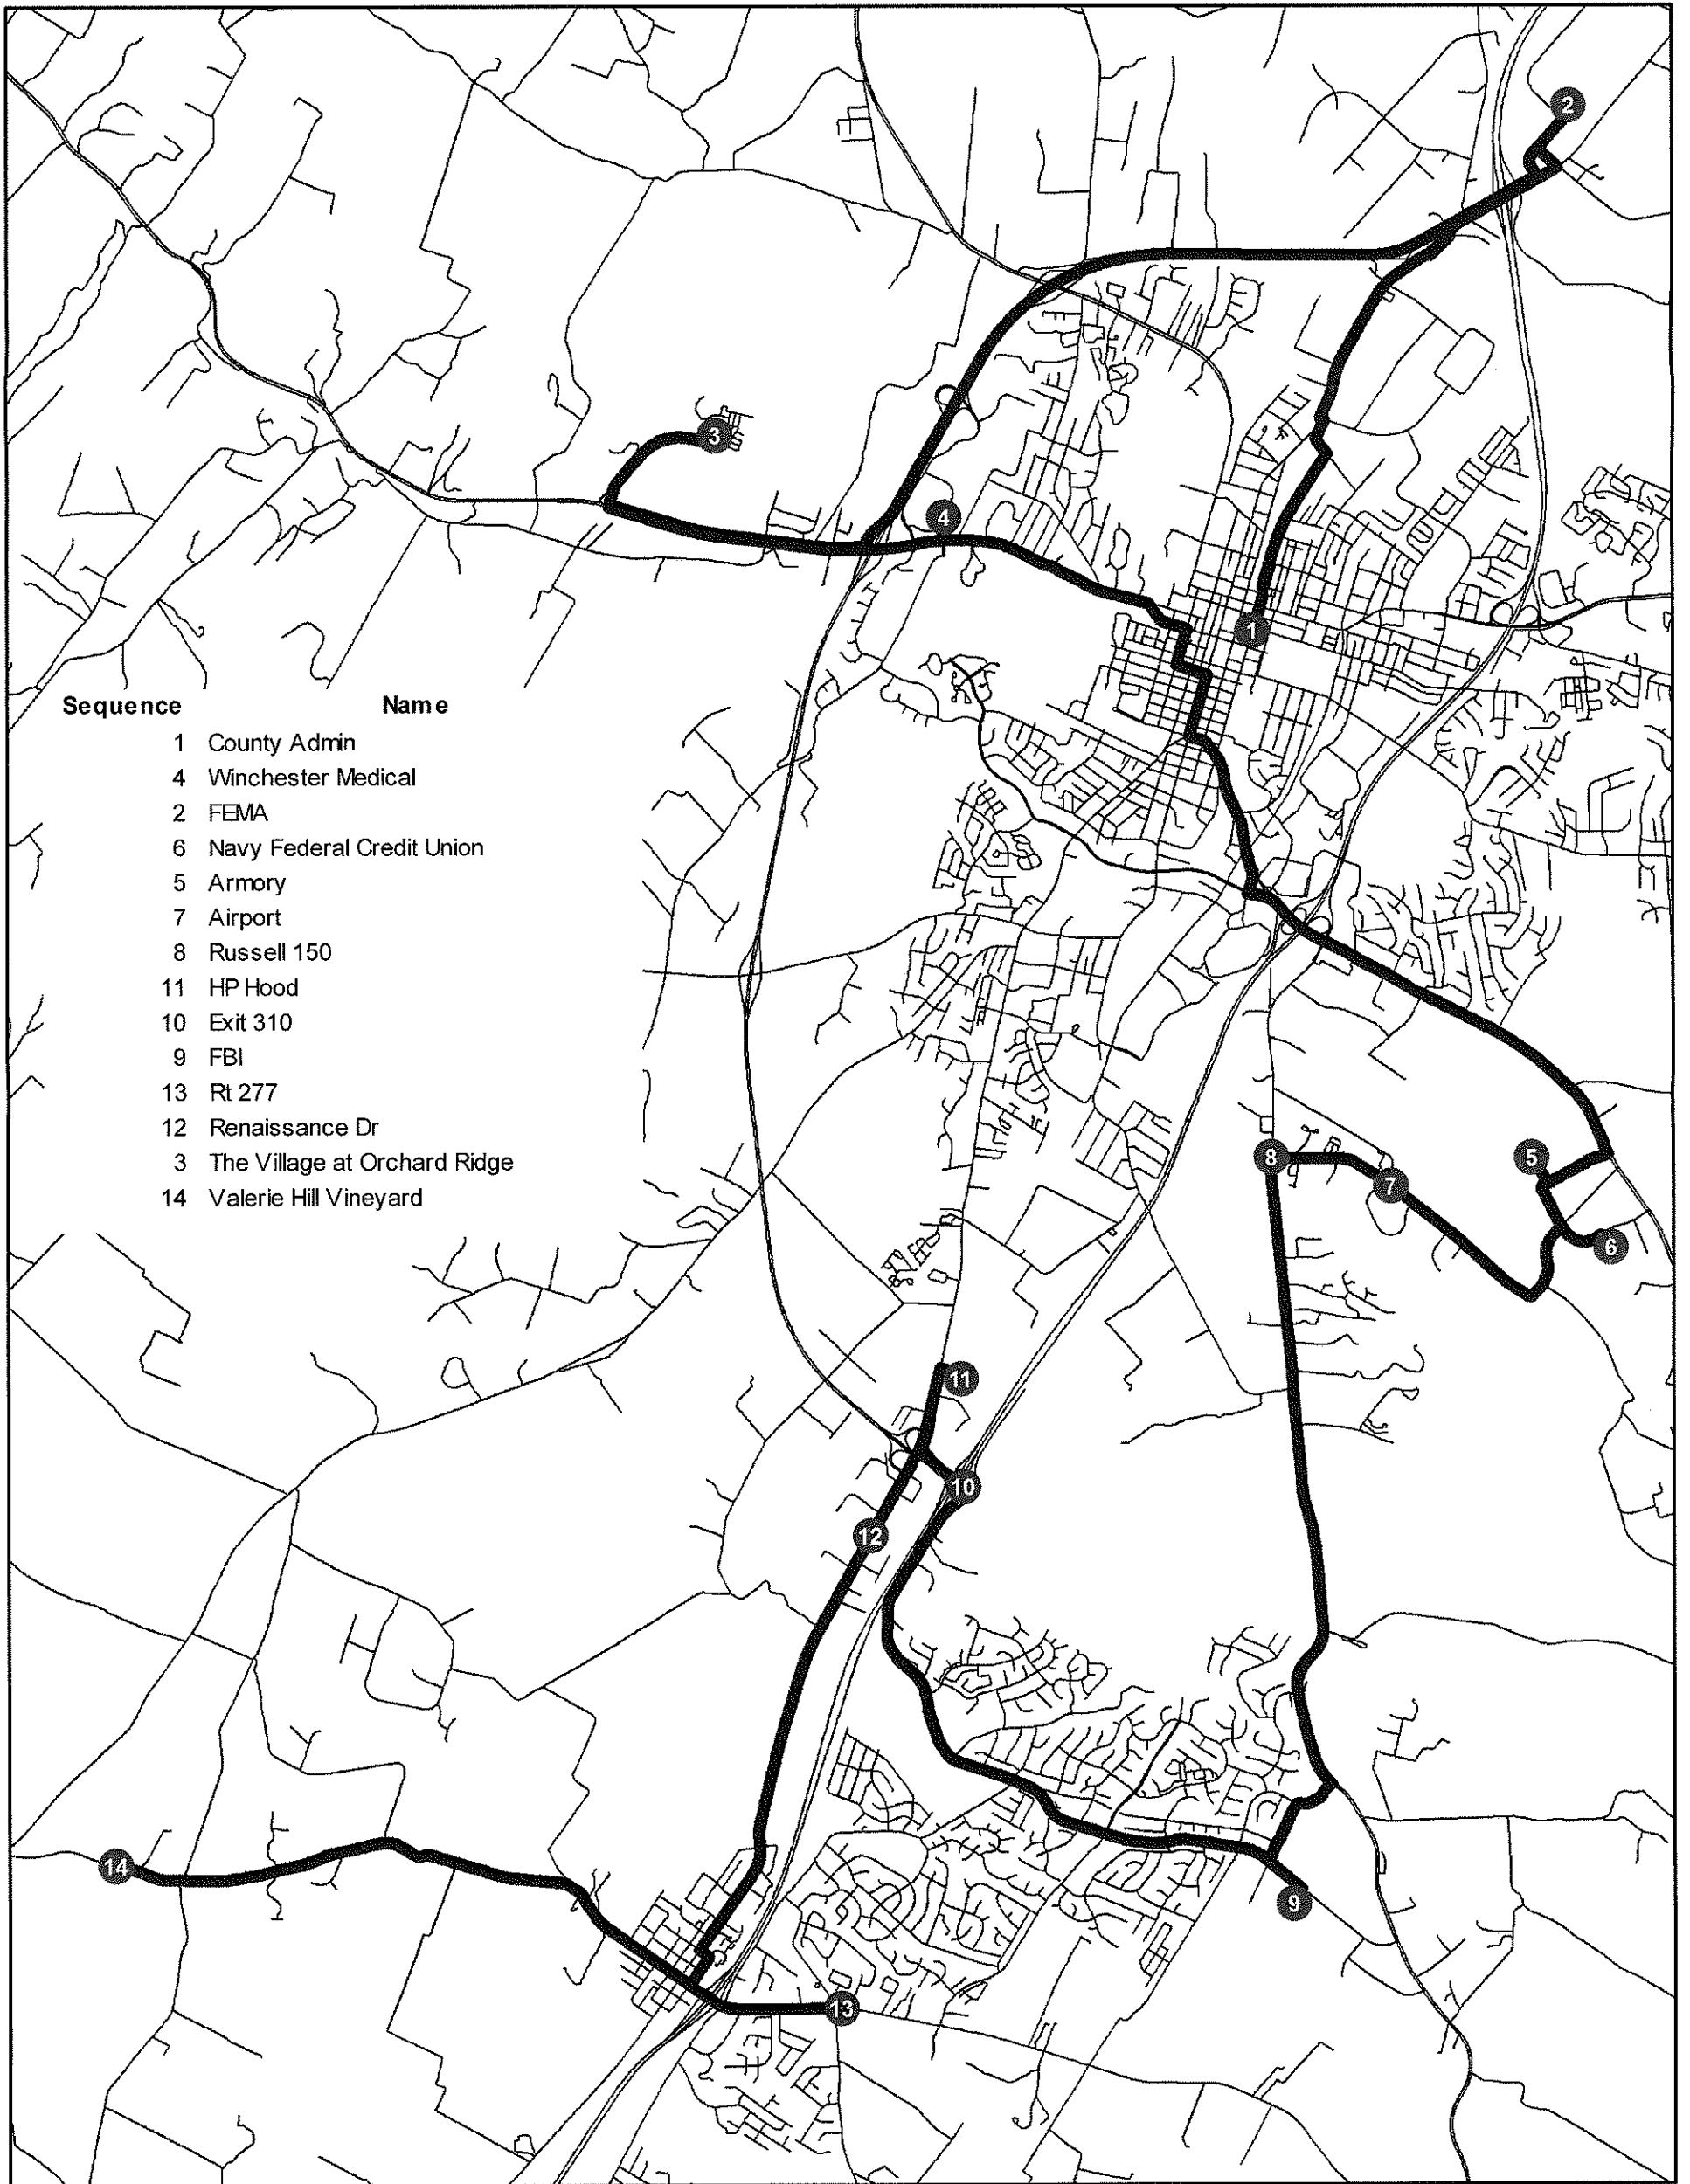 2
3
4
1
Sequence Name
1 County Admin
4 Winchester Medical
2 FEMA
6 Navy Federal Credit Union
5 Armory
7 Airport
8 Russell 150
11 HP Hood
10 Exit 310
9 FBI
13 Rt 277
12 Renaissance Dr
3 The Village at Orchard Ridge
14 Valerie Hill Vineyard
8
5
7
6
11
10
12
14
9
13